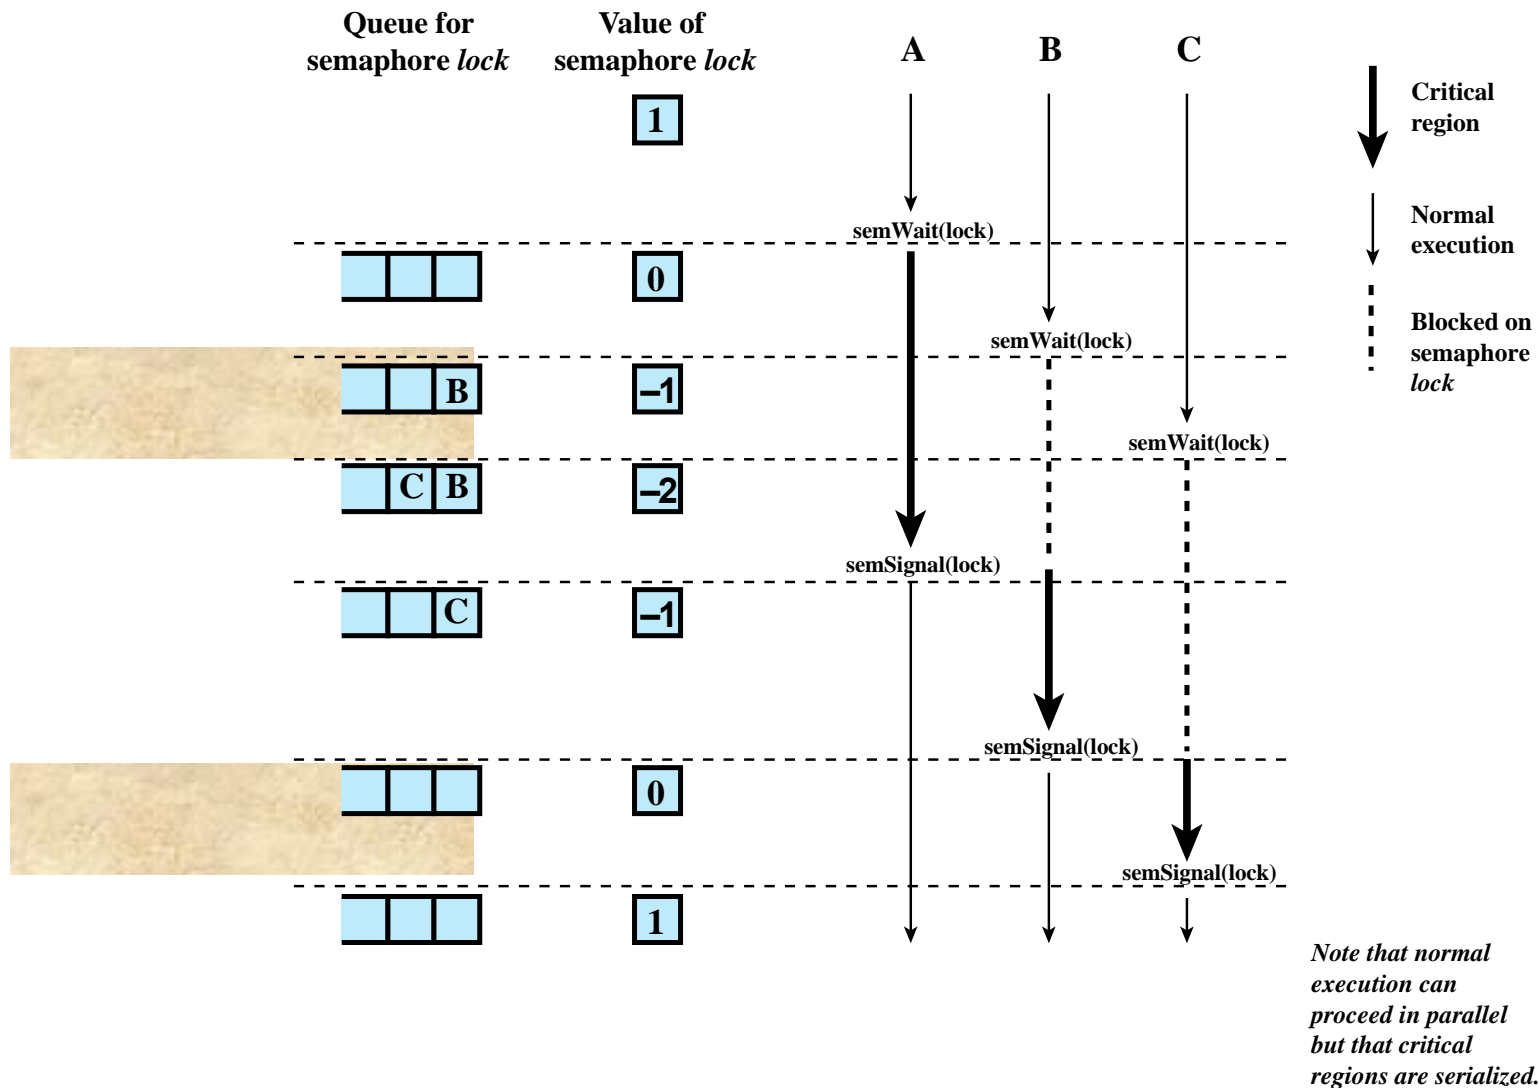 Queue for
semaphore lock
Value of
semaphore lock
A
B
C
1
Critical
region
semWait(lock)
Normal
execution
0
semWait(lock)
Blocked on
semaphore
lock
B
–1
semWait(lock)
C B
–2
semSignal(lock)
C
–1
semSignal(lock)
0
semSignal(lock)
1
Note that normal
execution can
proceed in parallel
but that critical
regions are serialized.